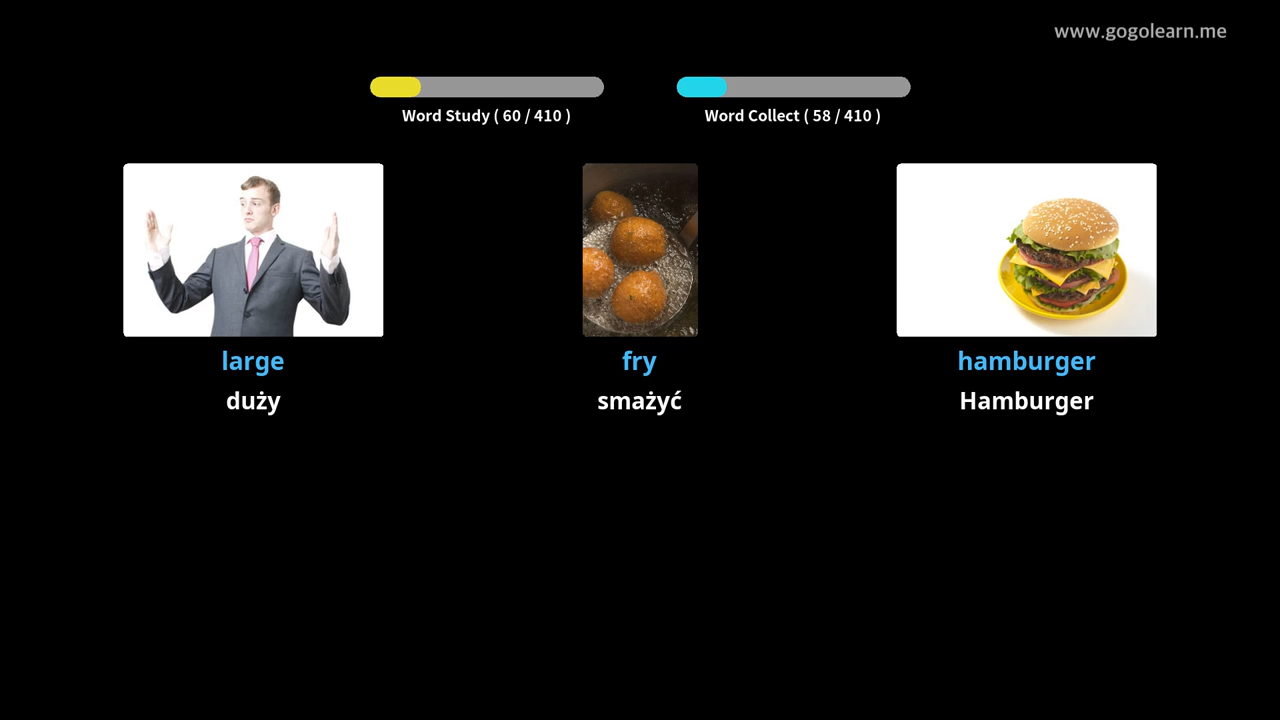 www.gogolearn.me
Word Study ( 60 / 410 )
Word Collect ( 58 / 410 )
large
fry
hamburger
duży
smażyć
Hamburger